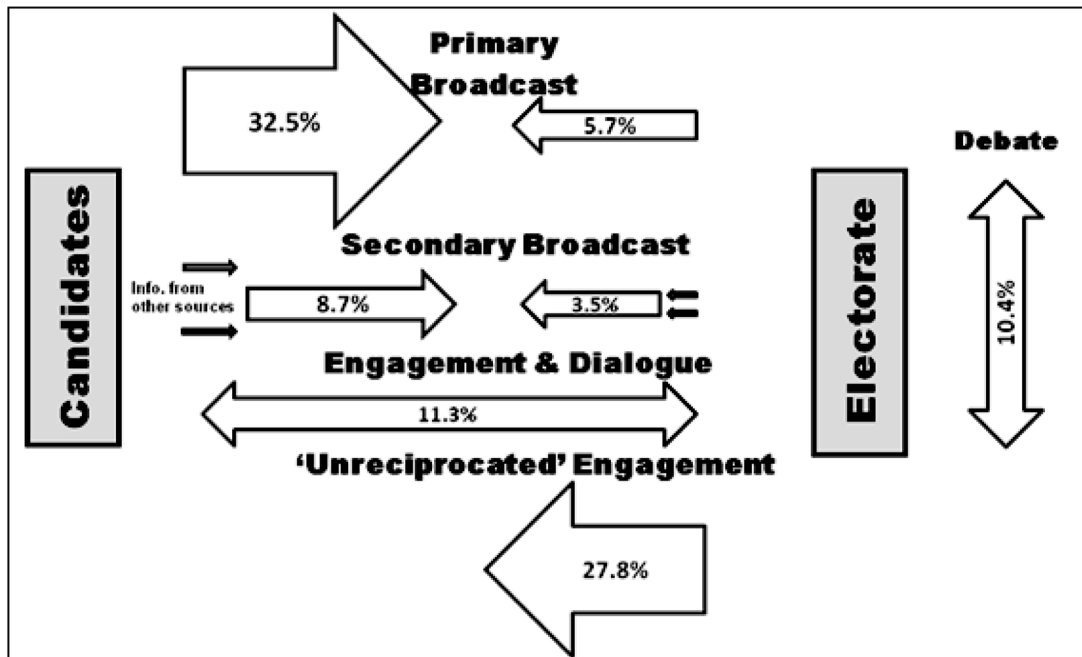 Primary
Broadcast
32.5%
5.7%
Debate
Candidates
Electorate
Secondary Broadcast
Info. from
other sources
8.7%
3.5%
10.4%
Engagement & Dialogue
11.3%
‘Unreciprocated’ Engagement
27.8%